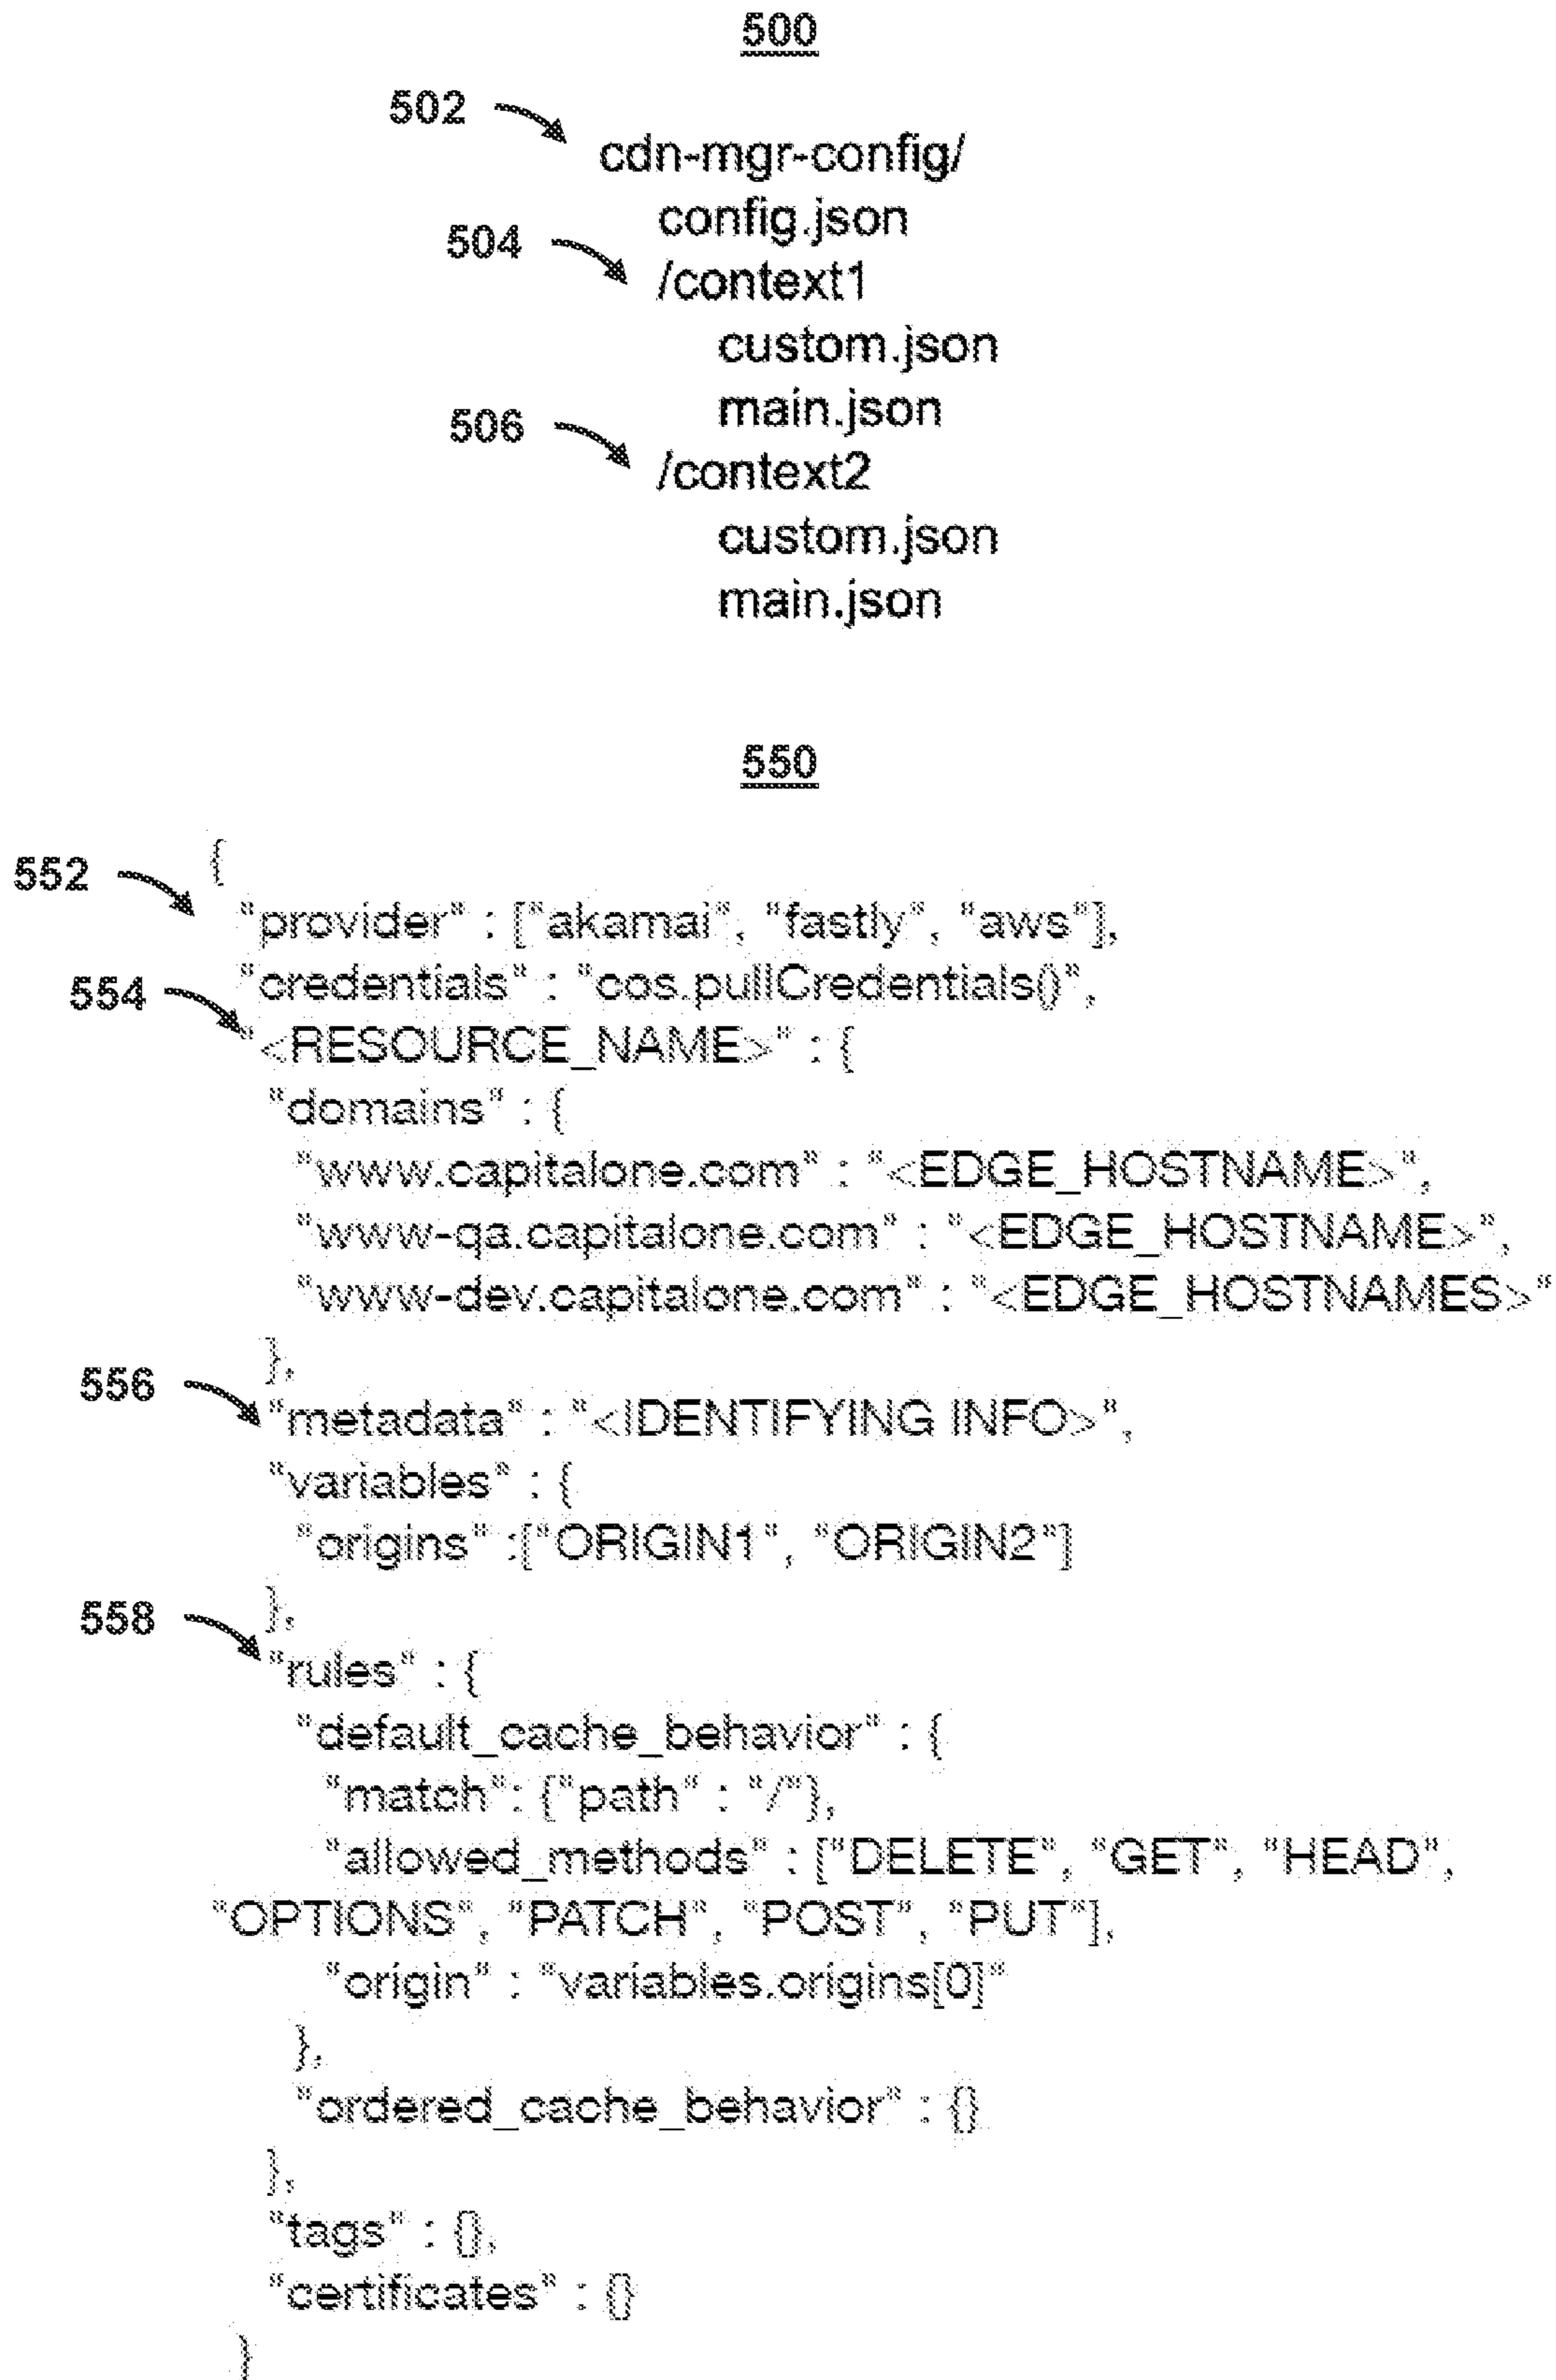 500
502
cdn-mgr-config/
config.json
504
/context1
custom.json
main.json
506
/context2
custom.json
main.json
550
{
552
"provider" : ["akamai", "fastly", "aws"],
"credentials" : "cos.pullCredentials()",
554
"<RESOURCE_NAME>" : {
"domains" : {
"www.capitalone.com" : "<EDGE_HOSTNAME>",
"www-qa.capitalone.com" : "<EDGE_HOSTNAME>",
"www-dev.capitalone.com" : "<EDGE_HOSTNAMES>"
},
556
"metadata" : "<IDENTIFYING INFO>",
"variables" : {
"origins" :["ORIGIN1", "ORIGIN2"]
},
558
"rules" : {
"default_cache_behavior" : {
"match": {"path" : "/"},
"allowed_methods" : ["DELETE", "GET", "HEAD",
"OPTIONS", "PATCH", "POST", "PUT"],
"origin" : "variables.origins[0]"
},
"ordered_cache_behavior" : {}
},
"tags" : {},
"certificates" : {}
}